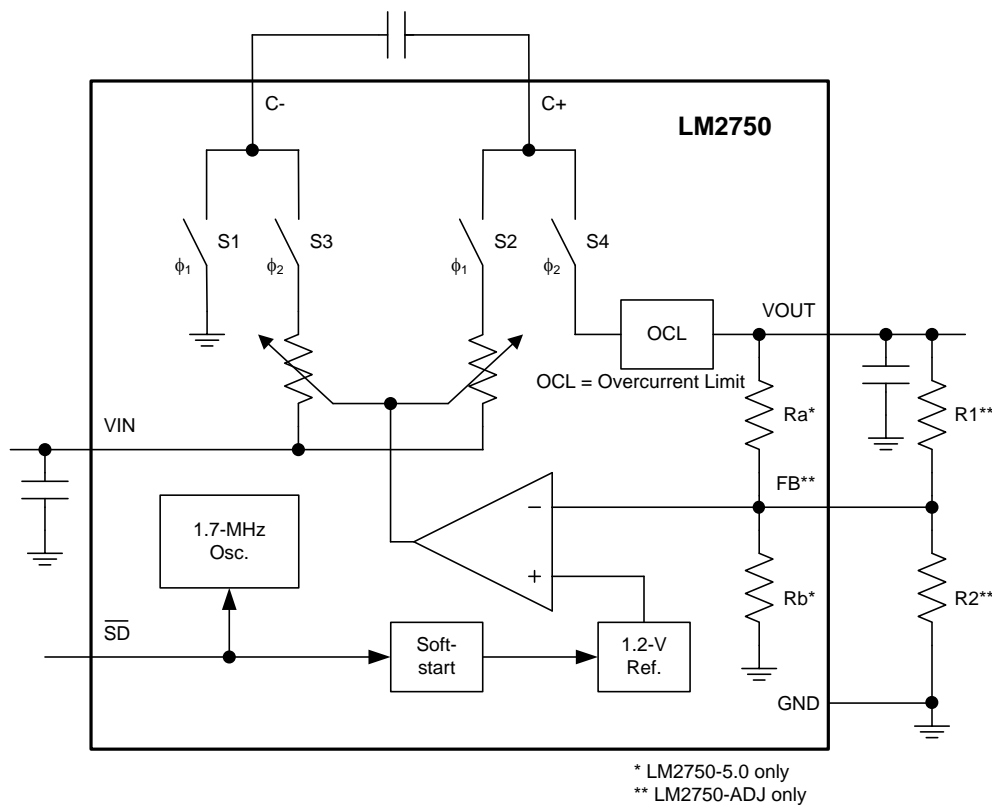 C-
C+
LM2750
S1
S3
S2
S4
ϕ1
ϕ2
ϕ1
ϕ2
OCL
VOUT
OCL = Overcurrent Limit
VIN
Ra*
R1**
FB**
1.7-MHz
Osc.
−
+
Rb*
R2**
SD
Soft-
start
1.2-V
Ref.
GND
* LM2750-5.0 only
** LM2750-ADJ only